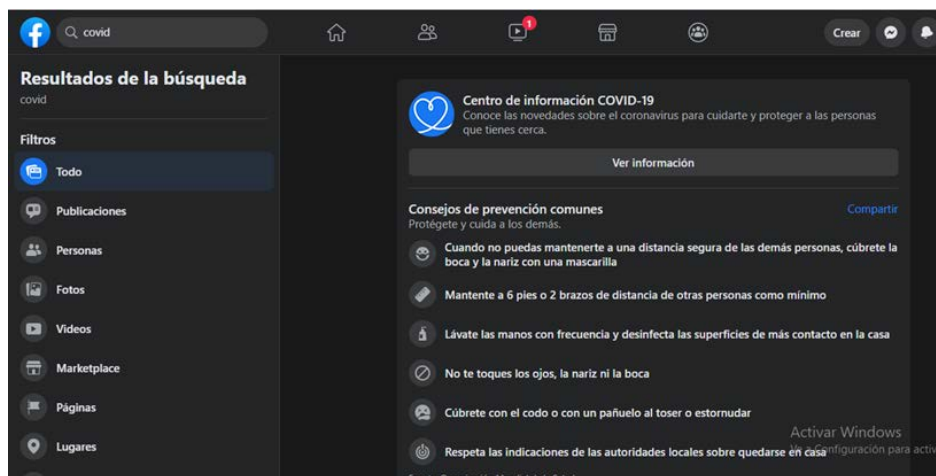 covid
1
Crear
Resultados de la búsqueda
covid
Filtros
Todo
Publicaciones
Personas
Fotos
Videos
Marketplace
Páginas
Lugares
Centro de información COVID-19
Conoce las novedades sobre el coronavirus para cuidarte y proteger a las personas
que tienes cerca.
Ver información
Consejos de prevención comunes
Compartir
Protégete y cuida a los demás.
Cuando no puedas mantenerte a una distancia segura de las demás personas, cúbrete la
boca y la nariz con una mascarilla
Mantente a 6 pies o 2 brazos de distancia de otras personas como mínimo
Lávate las manos con frecuencia y desinfecta las superficies de más contacto en la casa
No te toques los ojos, la nariz ni la boca
Cúbrete con el codo o con un pañuelo al toser o estornudar
Respeta las indicaciones de las autoridades locales sobre quedarse en casa
Activar Windows
Ve a Configuración para activ